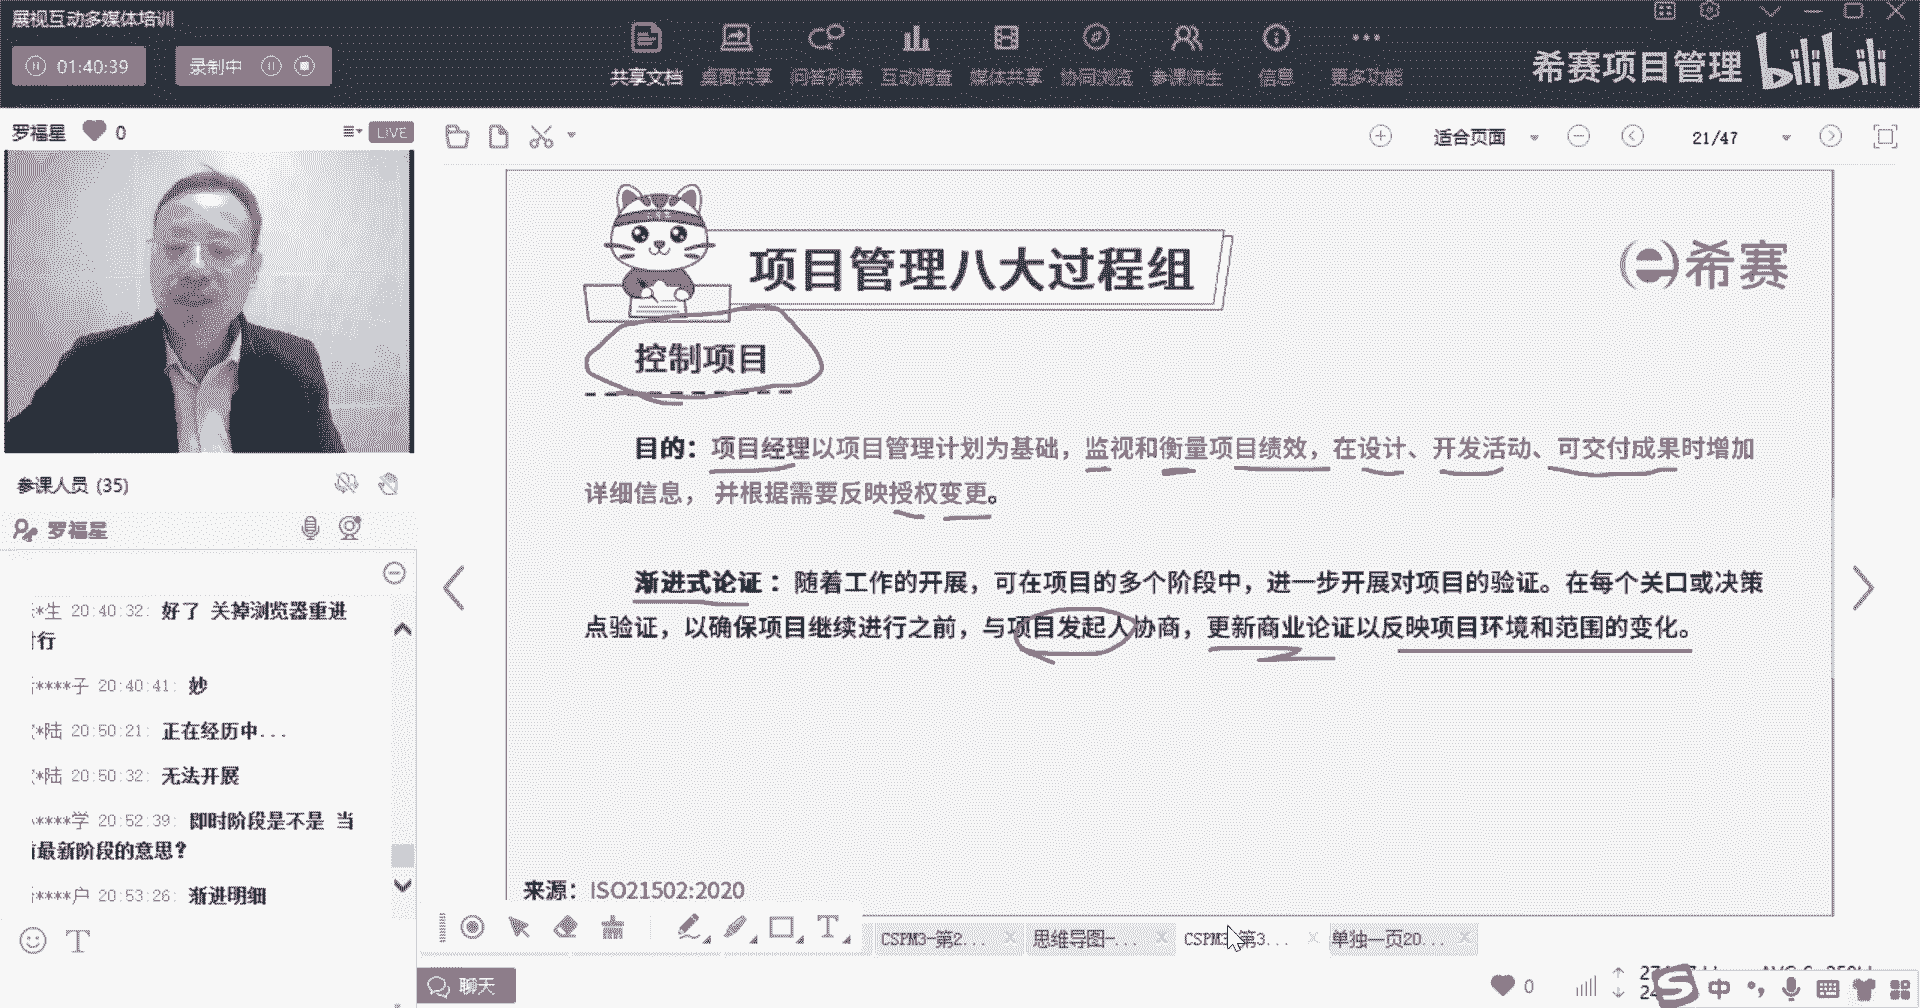 展视互动多媒体培训
01:40:39
录制中
共享文档 桌面共享 问答列表 互动调查 媒体共享 协同浏览 参课师生 信息 更多功能
希赛项目管理 bilibili
罗福星 0 LIVE
适合页面 21/47
项目管理八大过程组
希赛
控制项目
目的：项目经理以项目管理计划为基础，监视和衡量项目绩效，在设计、开发活动、可交付成果时增加
详细信息， 并根据需要反映授权变更。
渐进式论证 ：随着工作的开展，可在项目的多个阶段中，进一步开展对项目的验证。在每个关口或决策
点验证，以确保项目继续进行之前，与项目发起人协商，更新商业论证以反映项目环境和范围的变化。
来源：ISO21502:2020
参课人员 (35)
罗福星
*生 20:40:32: 好了 关掉浏览器重进
行
****子 20:40:41: 妙
*陆 20:50:21: 正在经历中...
*陆 20:50:32: 无法开展
****学 20:52:39: 即时阶段是不是 当
最新阶段的意思？
****户 20:53:26: 渐进明细
T
T
CSPM3-第2... 思维导图-... CSPM3-第3... 单独一页20...
聊天
0
S 中